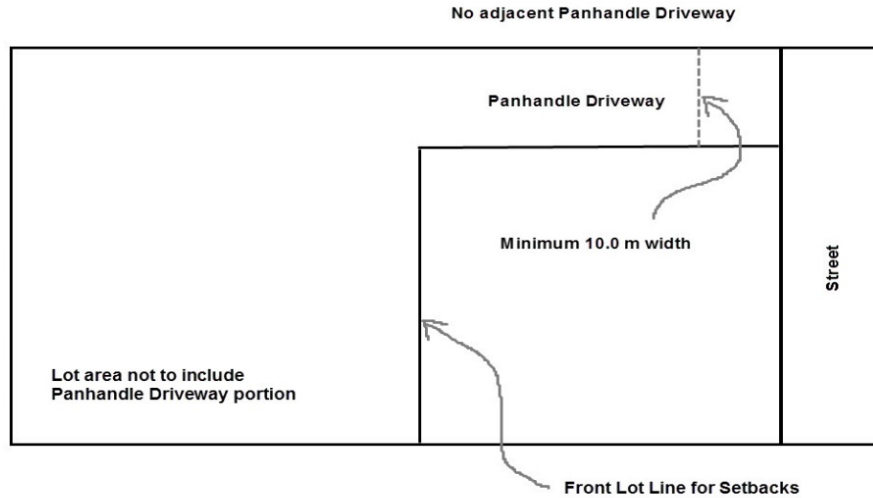 No adjacent Panhandle Driveway
Panhandle Driveway
Minimum 10.0 m width
Street
Lot area not to include
Panhandle Driveway portion
Front Lot Line for Setbacks